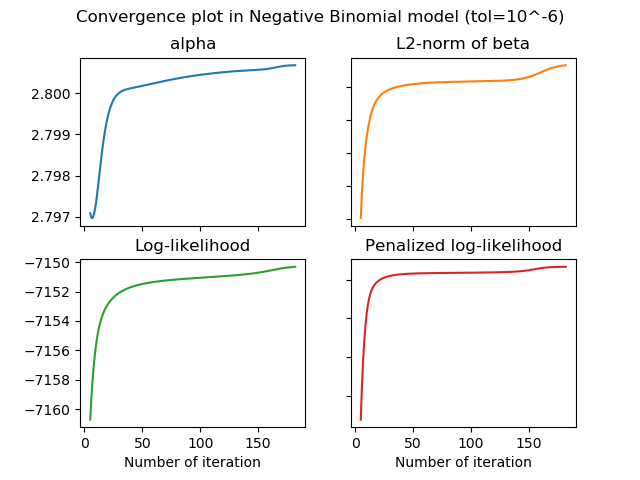 Convergence plot in Negative Binomial model (tol=10^-6)
alpha
L2-norm of beta
2.800
2.799
2.798
2.797
Log-likelihood
Penalized log-likelihood
−7150
−7152
−7154
−7156
−7158
−7160
0 50 100 150
0 50 100 150
Number of iteration
Number of iteration